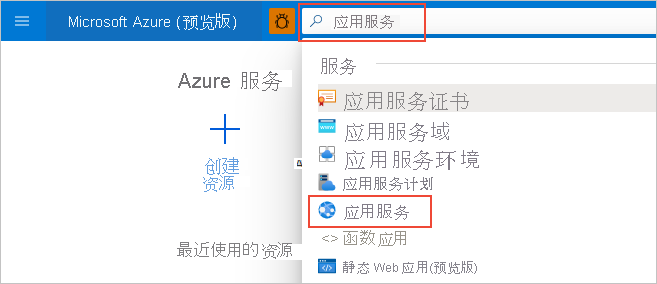 Microsoft Azure (预览版)
应用服务
Azure 服务
创建
资源
最近使用的资源
服务
应用服务证书
应用服务域
应用服务环境
应用服务计划
应用服务
<> 函数应用
静态 Web 应用(预览版)